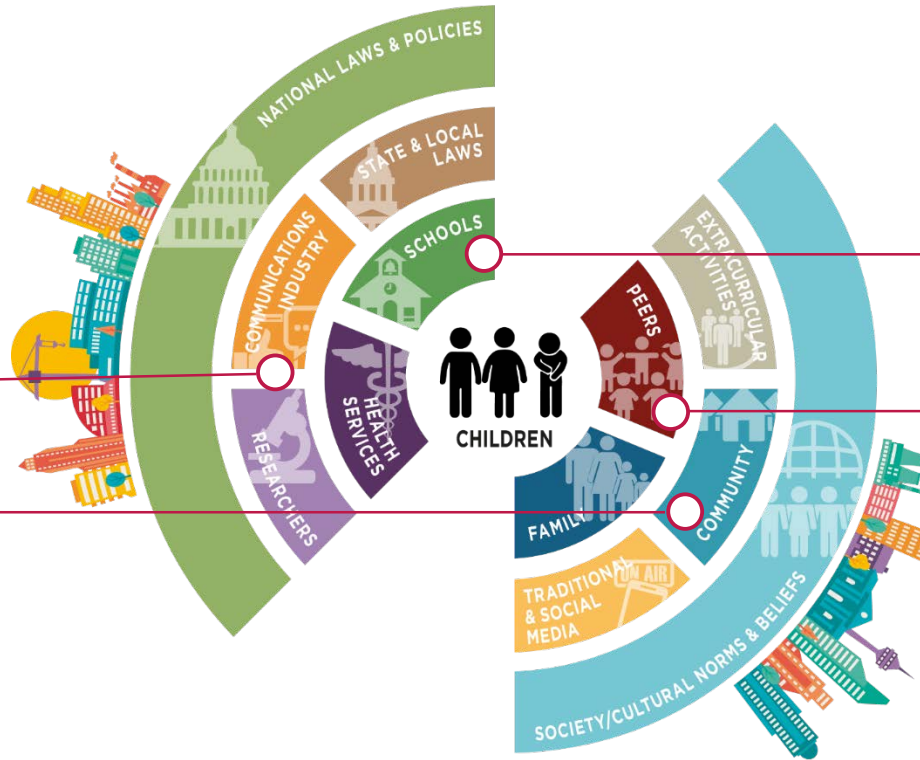 NATIONAL LAWS & POLICIES
STATE & LOCAL
LAWS
COMMUNICATIONS
INDUSTRY
SCHOOLS
HEALTH
SERVICES
RESEARCHERS
CHILDREN
PEERS
EXTRACURRICULAR
ACTIVITIES
FAMILY
COMMUNITY
TRADITIONAL
& SOCIAL
MEDIA
ON AIR
SOCIETY/CULTURAL NORMS & BELIEFS